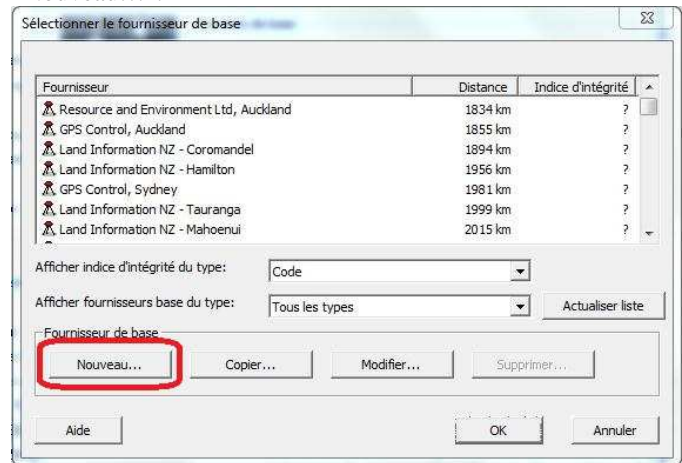 Sélectionner le fournisseur de base
Fournisseur Distance Indice d'intégrité
Resource and Environment Ltd, Auckland 1834 km ?
GPS Control, Auckland 1855 km ?
Land Information NZ - Coromandel 1894 km ?
Land Information NZ - Hamilton 1956 km ?
GPS Control, Sydney 1981 km ?
Land Information NZ - Tauranga 1999 km ?
Land Information NZ - Mahoenui 2015 km ?
Afficher indice d'intégrité du type: Code
Afficher fournisseurs base du type: Tous les types Actualiser liste
Fournisseur de base
Nouveau... Copier... Modifier... Supprimer...
Aide OK Annuler